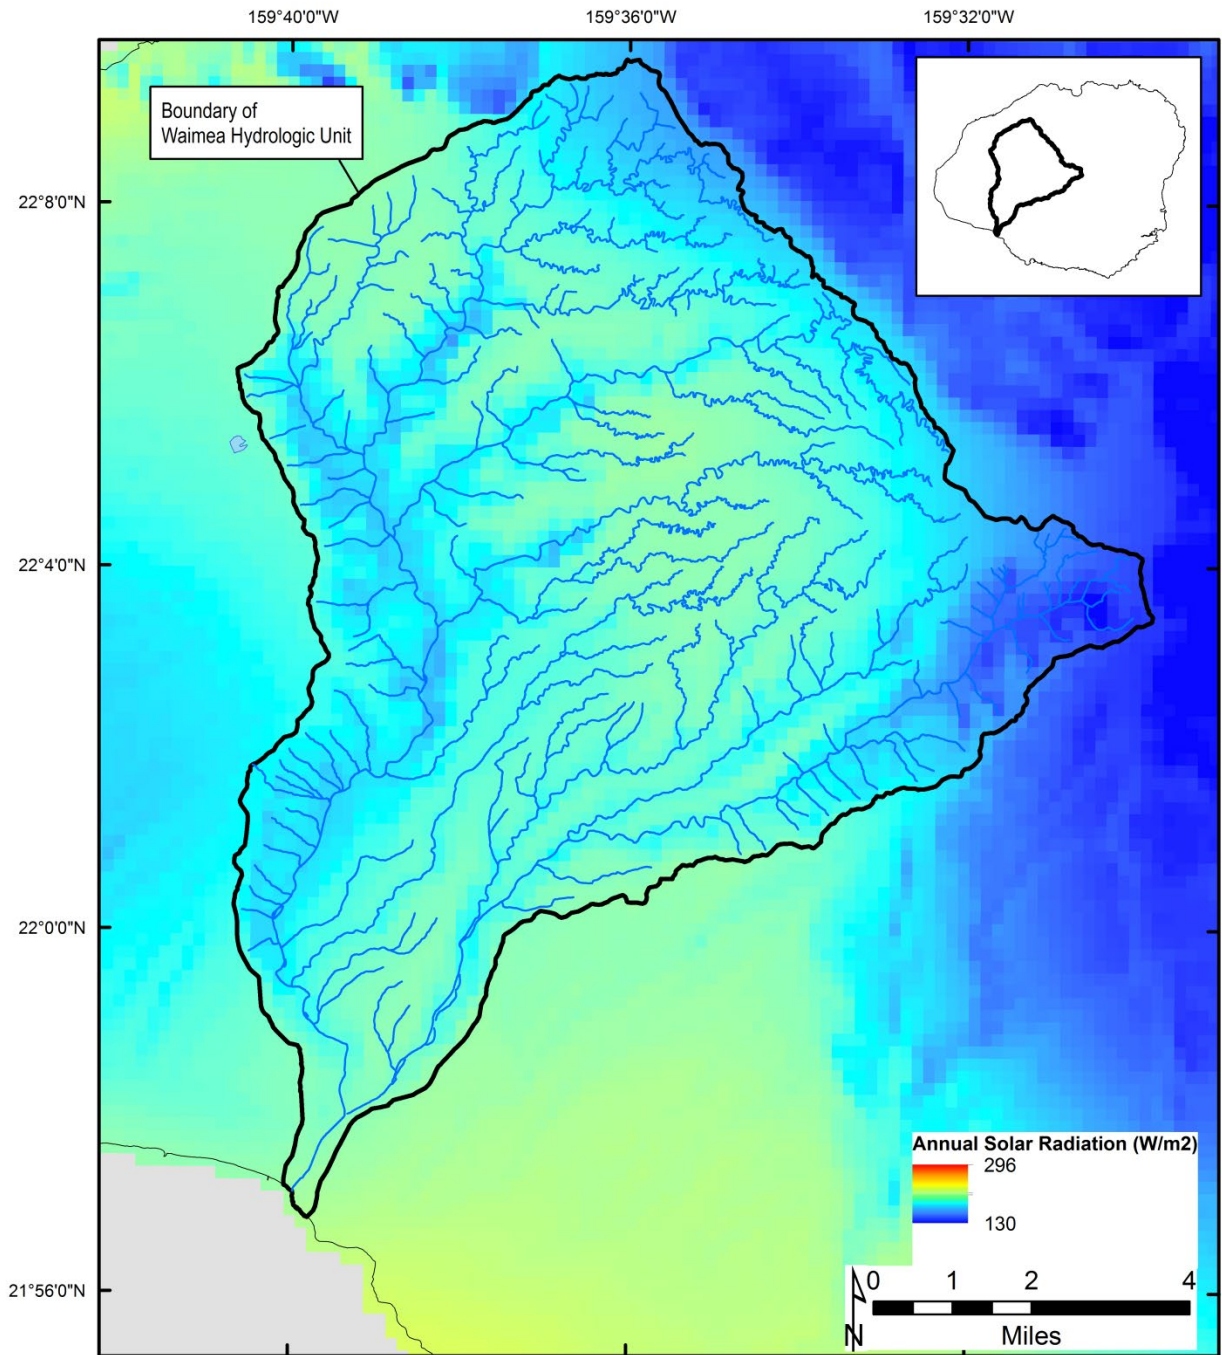 159°40'0"W
159°36'0"W
159°32'0"W
Boundary of
Waimea Hydrologic Unit
22°8'0"N
22°4'0"N
22°0'0"N
21°56'0"N
Annual Solar Radiation (W/m2)
296
130
0 1 2 4
Miles
N